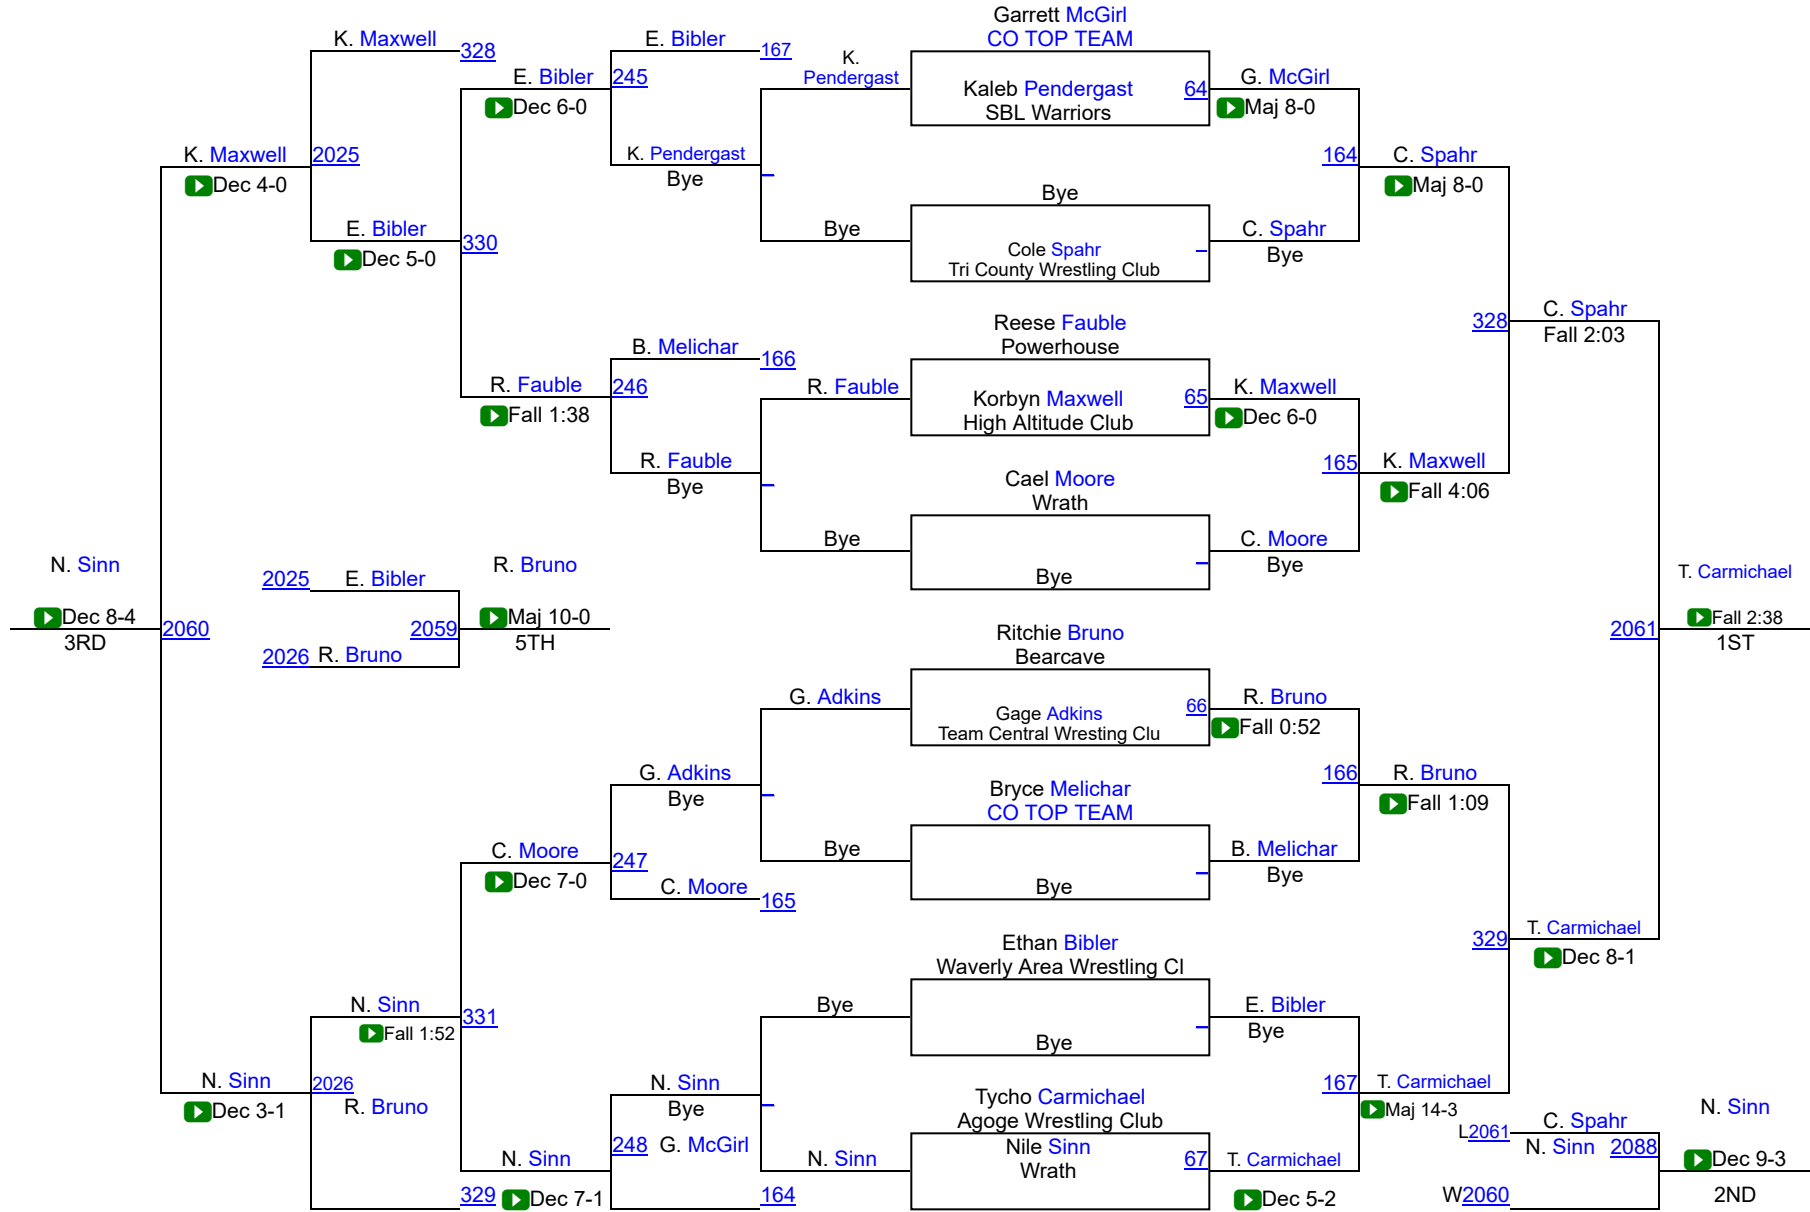 Garrett McGirl
CO TOP TEAM
K. Maxwell
328
E. Bibler
167
K.
Pendergast
E. Bibler
245
Dec 6-0
Kaleb Pendergast
SBL Warriors
64
G. McGirl
Maj 8-0
K. Maxwell
2025
Dec 4-0
K. Pendergast
Bye
164
C. Spahr
Maj 8-0
Bye
E. Bibler
330
Dec 5-0
Bye
Cole Spahr
Tri County Wrestling Club
C. Spahr
Bye
328
C. Spahr
Fall 2:03
Reese Fauble
Powerhouse
B. Melichar
166
R. Fauble
246
Fall 1:38
R. Fauble
Korbyn Maxwell
High Altitude Club
65
K. Maxwell
Dec 6-0
R. Fauble
Bye
165
K. Maxwell
Fall 4:06
Cael Moore
Wrath
Bye
Bye
C. Moore
Bye
N. Sinn
Dec 8-4
3RD
2060
2025
E. Bibler
2059
2026
R. Bruno
R. Bruno
Maj 10-0
5TH
T. Carmichael
2061
Fall 2:38
1ST
Ritchie Bruno
Bearcave
G. Adkins
Gage Adkins
Team Central Wresting Clu
66
R. Bruno
Fall 0:52
G. Adkins
Bye
166
R. Bruno
Fall 1:09
Bryce Melichar
CO TOP TEAM
C. Moore
247
Dec 7-0
C. Moore
165
Bye
Bye
B. Melichar
Bye
329
T. Carmichael
Dec 8-1
Ethan Bibler
Waverly Area Wrestling Cl
N. Sinn
331
Fall 1:52
Bye
Bye
E. Bibler
Bye
N. Sinn
2026
Dec 3-1
R. Bruno
N. Sinn
Bye
167
T. Carmichael
Maj 14-3
Tycho Carmichael
Agoge Wrestling Club
Nile Sinn
Wrath
67
T. Carmichael
Dec 5-2
N. Sinn
248
G. McGirl
N. Sinn
329
Dec 7-1
164
L2061
C. Spahr
N. Sinn
2088
W2060
N. Sinn
Dec 9-3
2ND